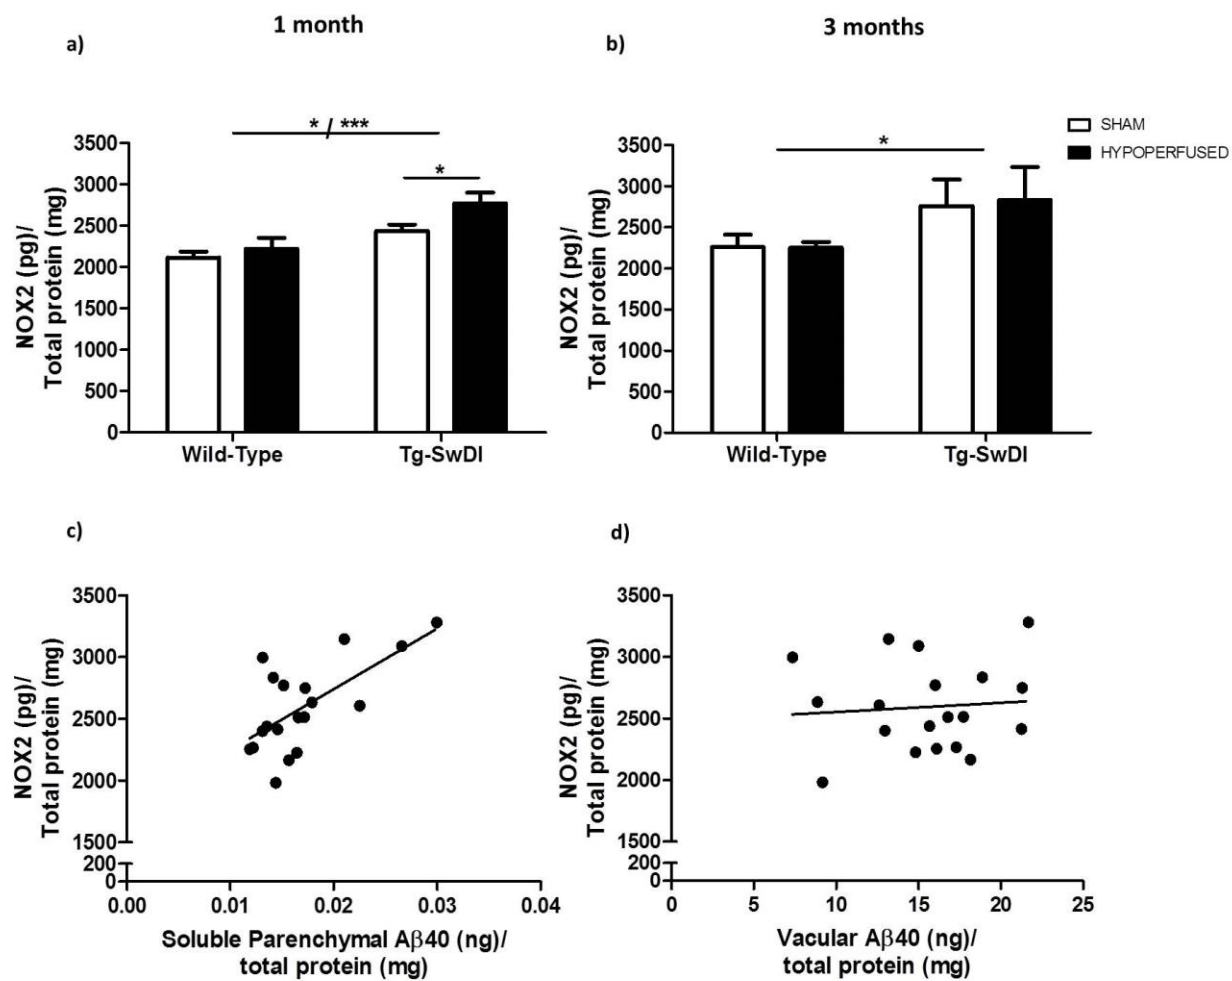 1 month
3 months
a)
b)
* / ***
*
*
SHAM
HYPOPERFUSED
NOX2 (pg)/
Total protein (mg)
3500
3000
2500
2000
1500
1000
500
0
Wild-Type
Tg-SwDI
NOX2 (pg)/
Total protein (mg)
3500
3000
2500
2000
1500
1000
500
0
Wild-Type
Tg-SwDI
c)
d)
NOX2 (pg)/
Total protein (mg)
3500
3000
2500
2000
1500
200
0
0.00 0.01 0.02 0.03 0.04
Soluble Parenchymal Aβ40 (ng)/
total protein (mg)
NOX2 (pg)/
Total protein (mg)
3500
3000
2500
2000
1500
200
0
0 5 10 15 20 25
Vacular Aβ40 (ng)/
total protein (mg)